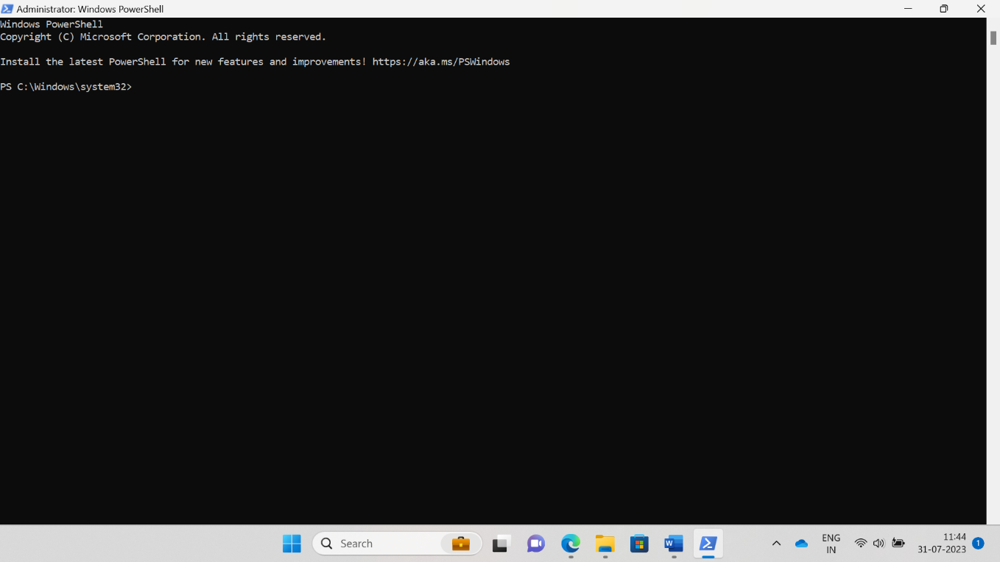 Administrator: Windows PowerShell
Windows PowerShell
Copyright (C) Microsoft Corporation. All rights reserved.
Install the latest PowerShell for new features and improvements! https://aka.ms/PSWindows
PS C:\Windows\system32>
Search
W
ENG
IN
11:44
31-07-2023
1